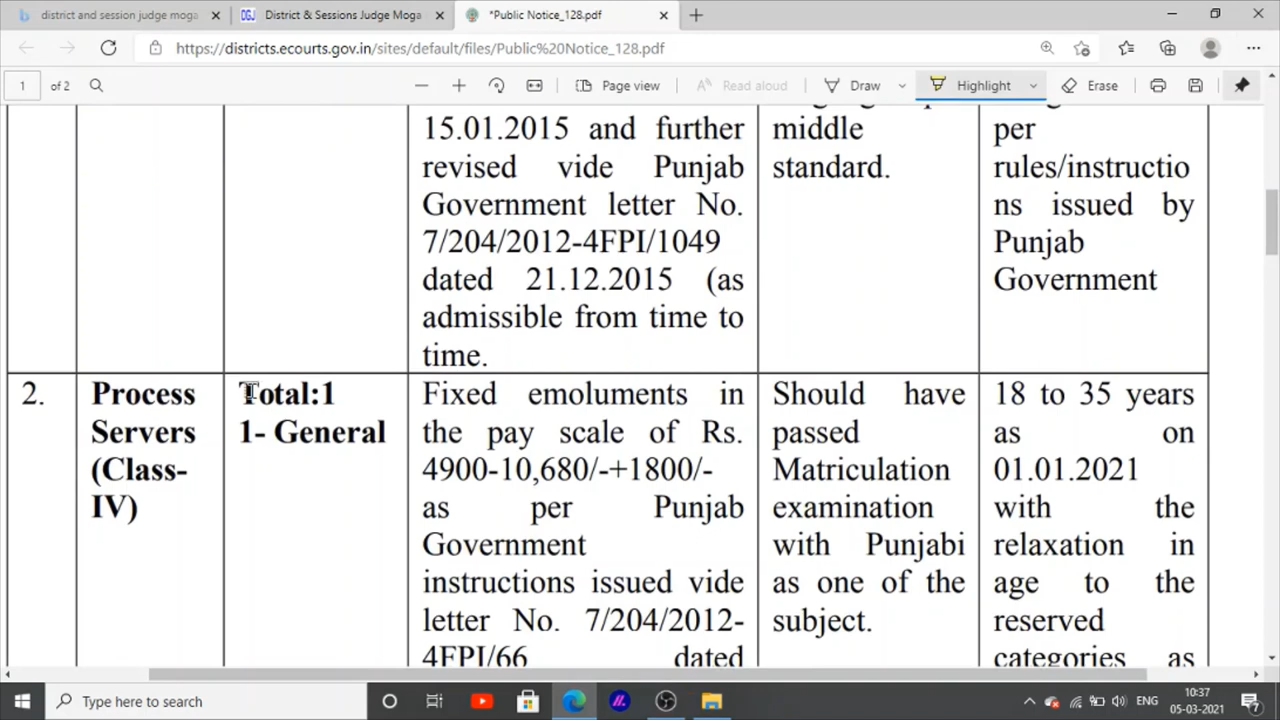 district and session judge moga
District & Sessions Judge Moga
*Public Notice_128.pdf
https://districts.ecourts.gov.in/sites/default/files/Public%20Notice_128.pdf
1 of 2
Page view
Read aloud
Draw
Highlight
Erase
15.01.2015 and further
revised vide Punjab
Government letter No.
7/204/2012-4FPI/1049
dated 21.12.2015 (as
admissible from time to
time.
middle
standard.
per
rules/instructio
ns issued by
Punjab
Government
2.
Process
Servers
(Class-
IV)
Total:1
1- General
Fixed emoluments in
the pay scale of Rs.
4900-10,680/-+1800/-
as per Punjab
Government
instructions issued vide
letter No. 7/204/2012-
4FPI/66 dated
Should have
passed
Matriculation
examination
with Punjabi
as one of the
subject.
18 to 35 years
as on
01.01.2021
with the
relaxation in
age to the
reserved
categories as
Type here to search
ENG
10:37
05-03-2021